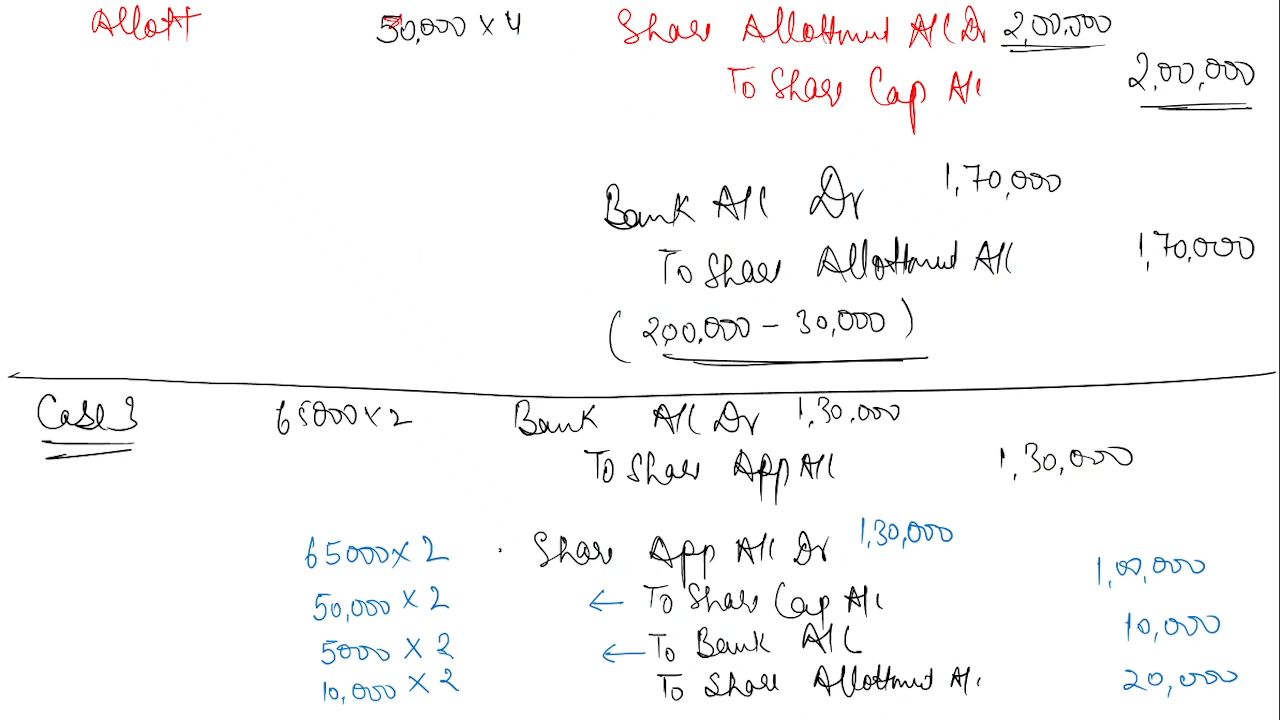 Allott 50,000 × 4 Share Allottment A/C Dr 2,00,000
To Share Cap A/c 2,00,000
Bank A/C Dr 1,70,000
To Share Allottment A/C 1,70,000
(200,000 - 30,000)
Case 3 65000 × 2 Bank A/C Dr 1,30,000
To Share App A/C 1,30,000
65000 × 2 Share App A/C Dr 1,30,000
50,000 × 2 ← To Share Cap A/c 1,00,000
5000 × 2 ← To Bank A/C 10,000
10,000 × 2 To Share Allottment A/c 20,000